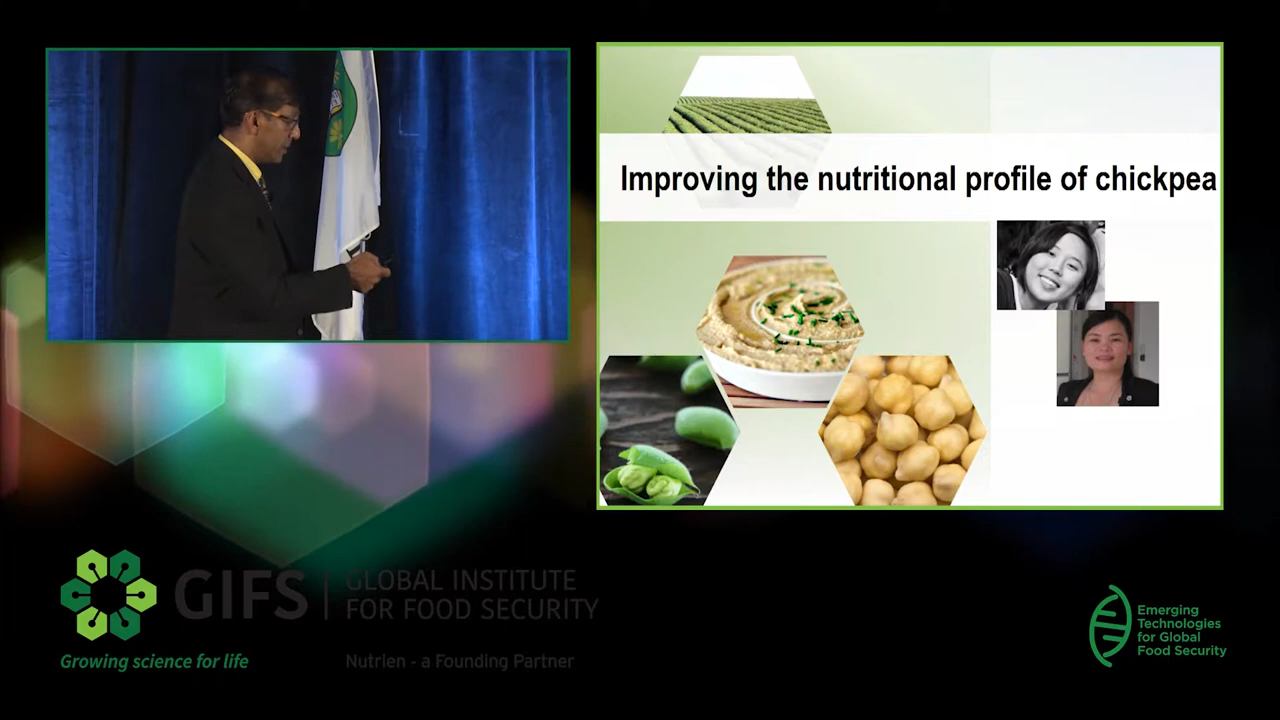 Improving the nutritional profile of chickpea
GIFS
GLOBAL INSTITUTE
FOR FOOD SECURITY
Growing science for life
Nutrien - a Founding Partner
Emerging
Technologies
for Global
Food Security